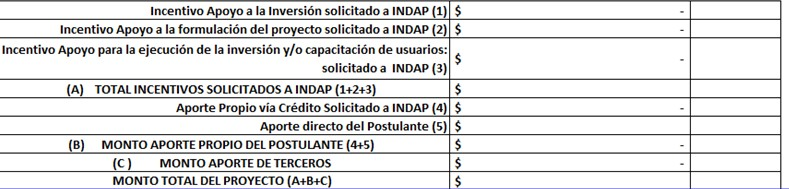 Incentivo Apoyo a la Inversión solicitado a INDAP (1) $ -
Incentivo Apoyo a la formulación del proyecto solicitado a INDAP (2) $ -
Incentivo Apoyo para la ejecución de la inversión y/o capacitación de usuarios:
solicitado a INDAP (3) $ -
(A) TOTAL INCENTIVOS SOLICITADOS A INDAP (1+2+3) $
Aporte Propio vía Crédito Solicitado a INDAP (4) $ -
Aporte directo del Postulante (5) $
(B) MONTO APORTE PROPIO DEL POSTULANTE (4+5) $ -
(C ) MONTO APORTE DE TERCEROS $ -
MONTO TOTAL DEL PROYECTO (A+B+C) $